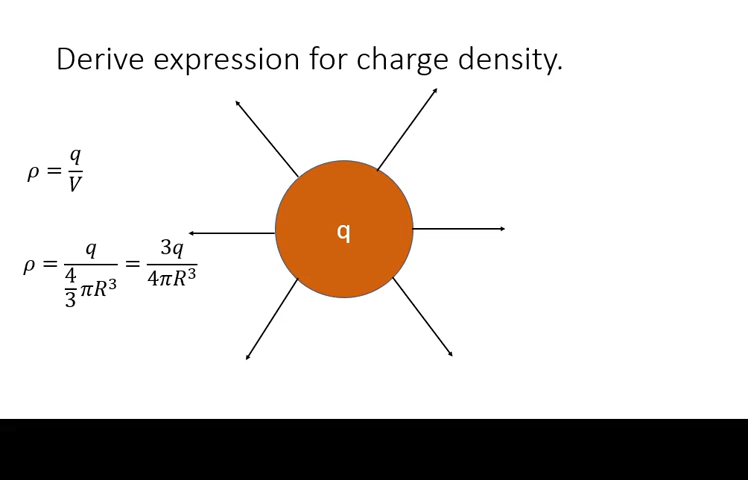 Derive expression for charge density.
ρ = q/V
q
ρ = q/(4/3 πR³) = 3q/(4πR³)